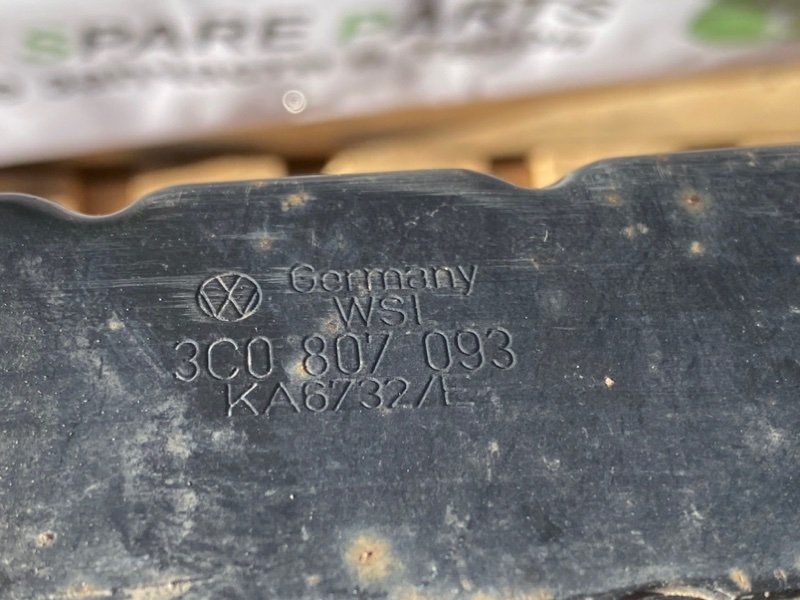 SPARE PARTS
Germany
WSI
3C0 807 093
KA6732/E